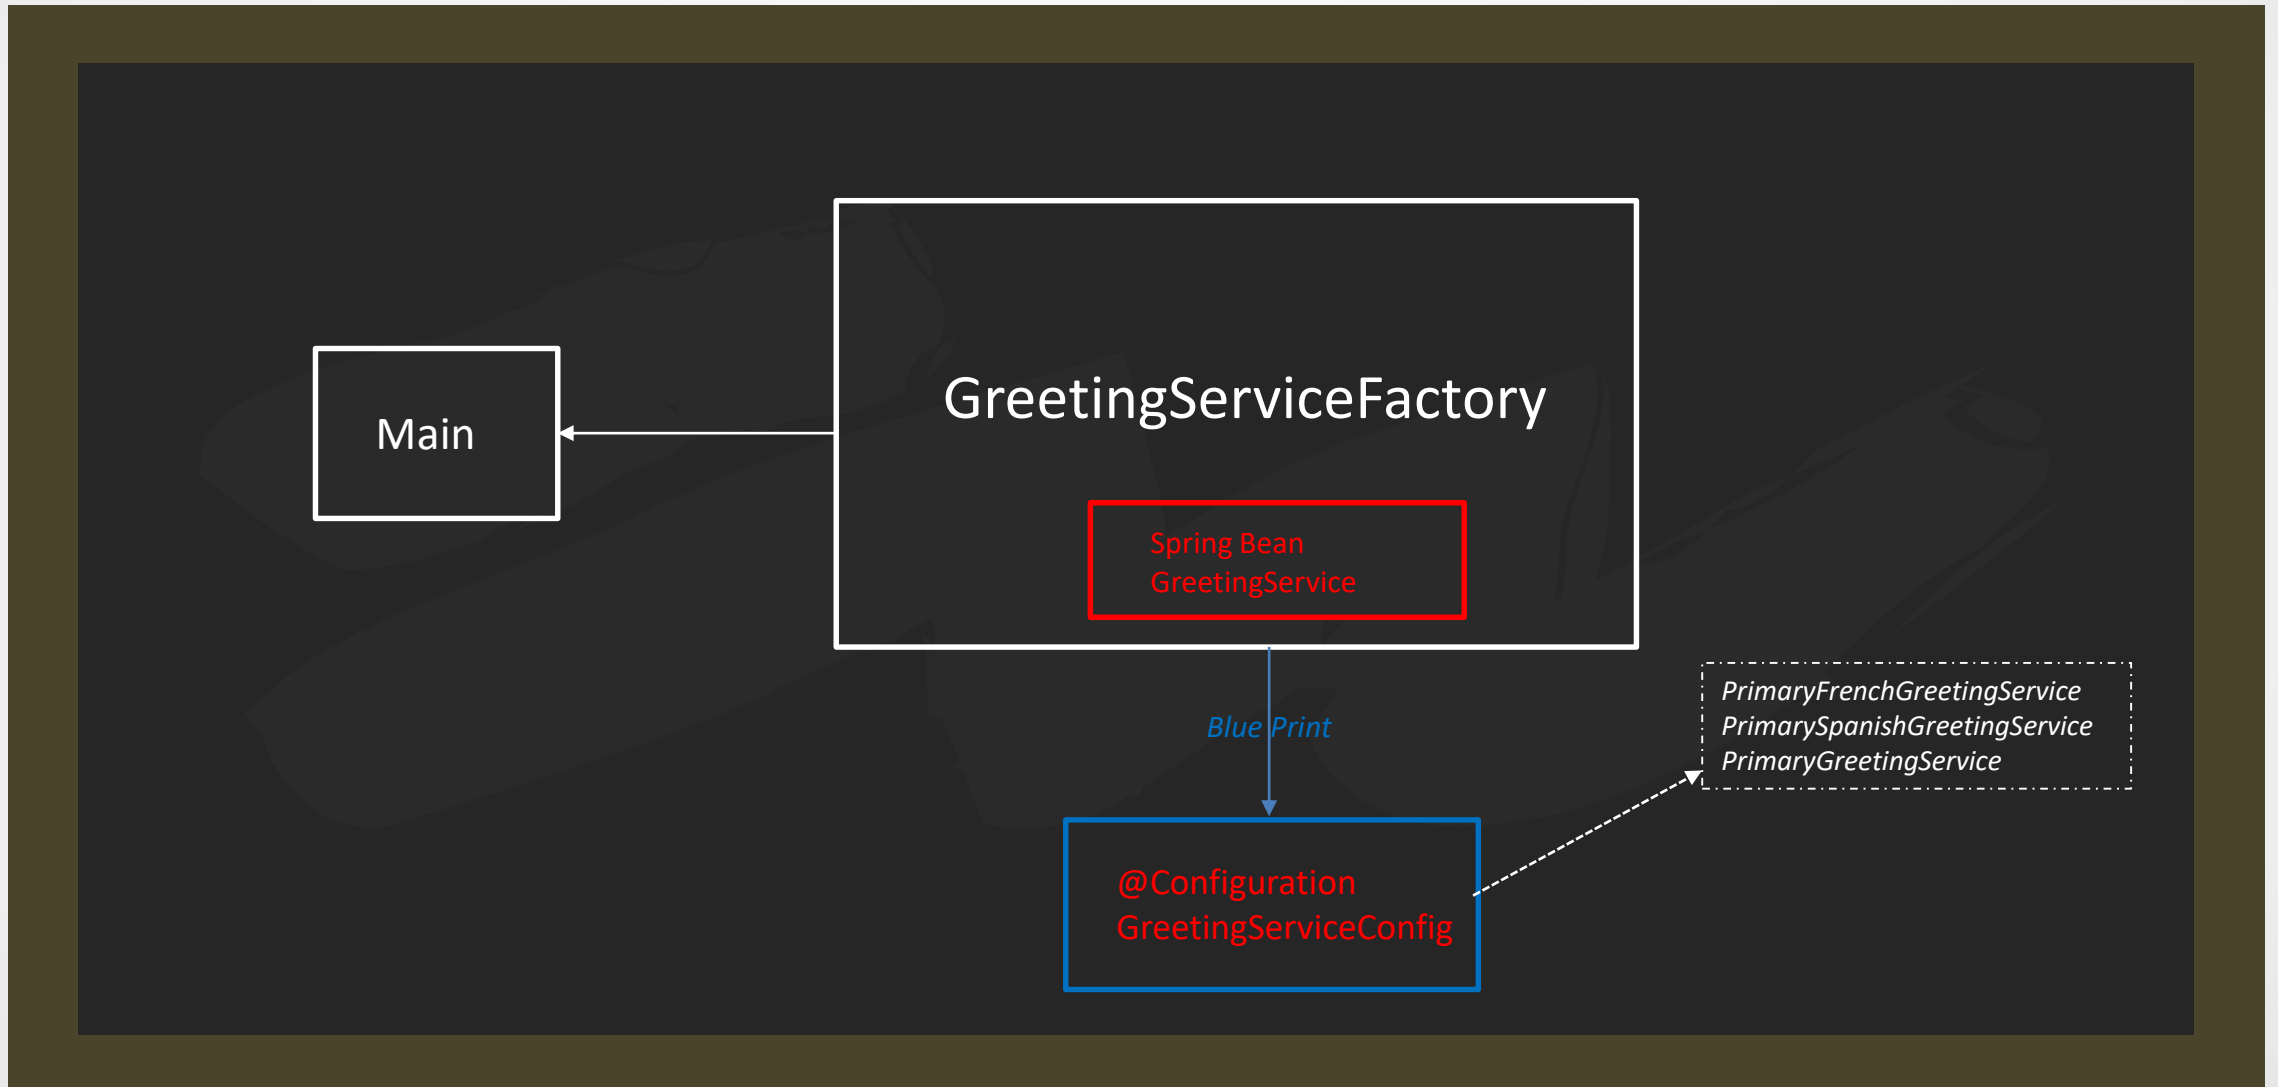 GreetingServiceFactory
Main
Spring Bean
GreetingService
Blue Print
PrimaryFrenchGreetingService
PrimarySpanishGreetingService
PrimaryGreetingService
@Configuration
GreetingServiceConfig